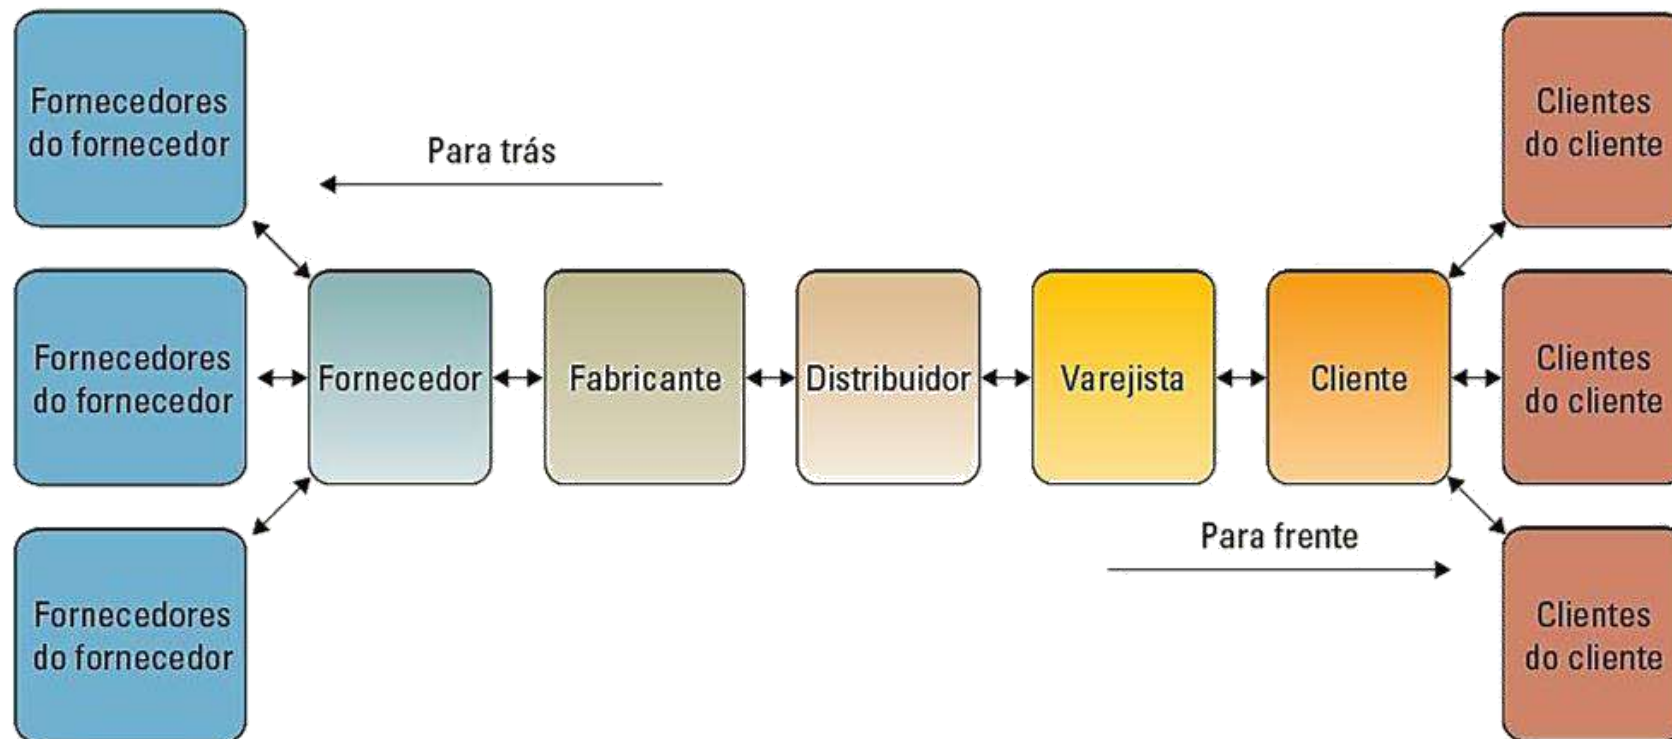 Fornecedores
do fornecedor
Para trás
Clientes
do cliente
Fornecedores
do fornecedor
Fornecedor
Fabricante
Distribuidor
Varejista
Cliente
Clientes
do cliente
Para frente
Fornecedores
do fornecedor
Clientes
do cliente